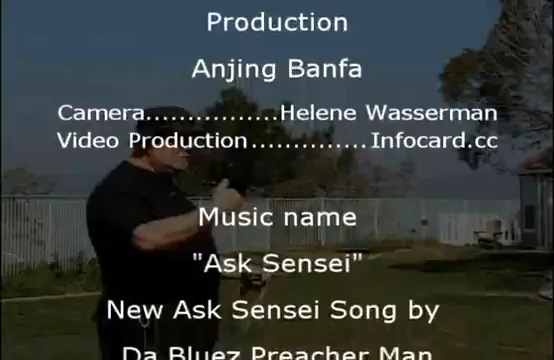 Production
Anjing Banfa
Camera................Helene Wasserman
Video Production..............Infocard.cc
Music name
"Ask Sensei"
New Ask Sensei Song by
Da Bluez Preacher Man